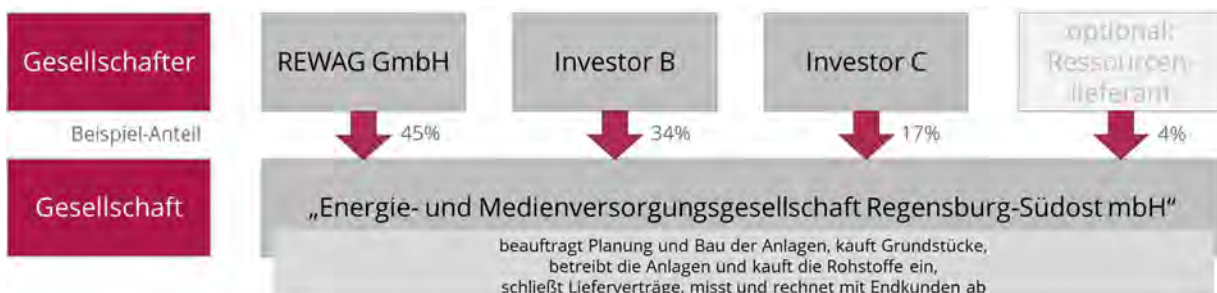 Gesellschafter
REWAG GmbH
Investor B
Investor C
optional:
Ressourcen-
lieferant
Beispiel-Anteil
45%
34%
17%
4%
Gesellschaft
„Energie- und Medienversorgungsgesellschaft Regensburg-Südost mbH“
beauftragt Planung und Bau der Anlagen, kauft Grundstücke,
betreibt die Anlagen und kauft die Rohstoffe ein,
schließt Lieferverträge, misst und rechnet mit Endkunden ab